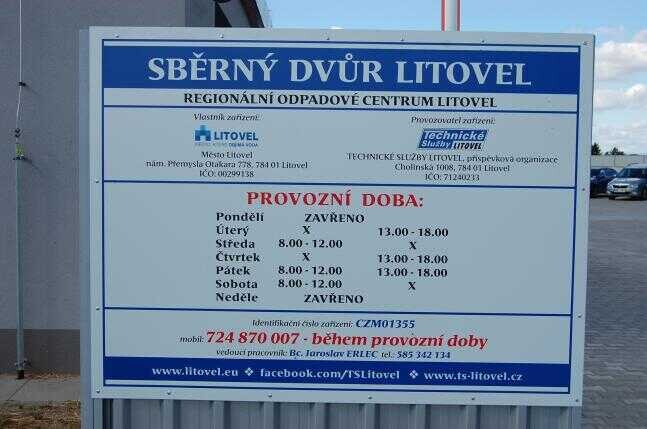 SBĚRNÝ DVŮR LITOVEL
REGIONÁLNÍ ODPADOVÉ CENTRUM LITOVEL
Vlastník zařízení:
LITOVEL
MĚSTO, KTERÉ OBJÍMÁ VODA
Město Litovel
nám. Přemysla Otakara 778, 784 01 Litovel
IČO: 00299138
Provozovatel zařízení:
Technické
Služby LITOVEL
TECHNICKÉ SLUŽBY LITOVEL, příspěvková organizace
Cholinská 1008, 784 01 Litovel
IČO: 71240233
PROVOZNÍ DOBA:
Pondělí ZAVŘENO
Úterý X 13.00 - 18.00
Středa 8.00 - 12.00 X
Čtvrtek X 13.00 - 18.00
Pátek 8.00 - 12.00 13.00 - 18.00
Sobota 8.00 - 12.00 X
Neděle ZAVŘENO
Identifikační číslo zařízení: CZM01355
mobil: 724 870 007 - během provozní doby
vedoucí pracovník: Bc. Jaroslav ERLEC tel.: 585 342 134
www.litovel.eu ❖ facebook.com/TSLitovel ❖ www.ts-litovel.cz